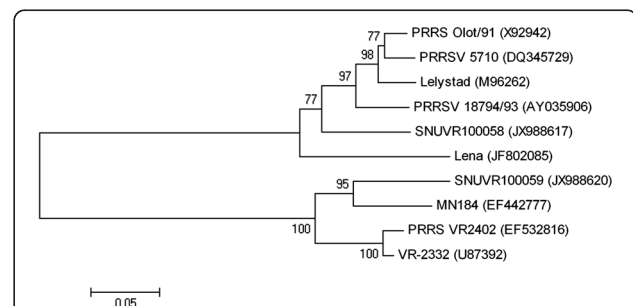 77
PRRS Olot/91 (X92942)
98
PRRSV 5710 (DQ345729)
97
Lelystad (M96262)
77
PRRSV 18794/93 (AY035906)
SNUVR100058 (JX988617)
Lena (JF802085)
95
SNUVR100059 (JX988620)
MN184 (EF442777)
100
PRRS VR2402 (EF532816)
100
VR-2332 (U87392)
0.05